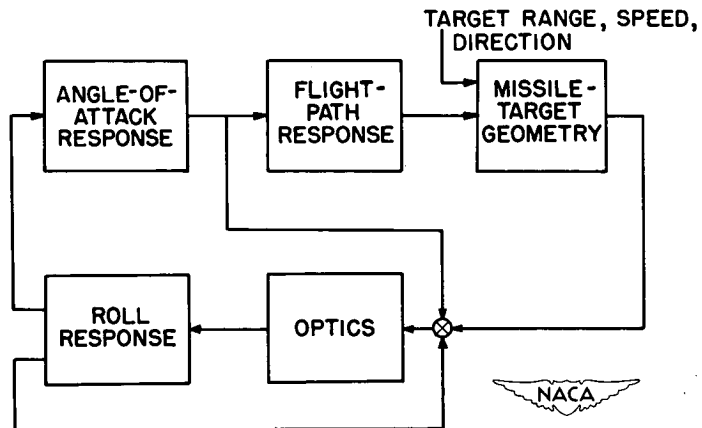 TARGET RANGE, SPEED,
DIRECTION
ANGLE-OF-
ATTACK
RESPONSE
FLIGHT-
PATH
RESPONSE
MISSILE-
TARGET
GEOMETRY
ROLL
RESPONSE
OPTICS
NACA